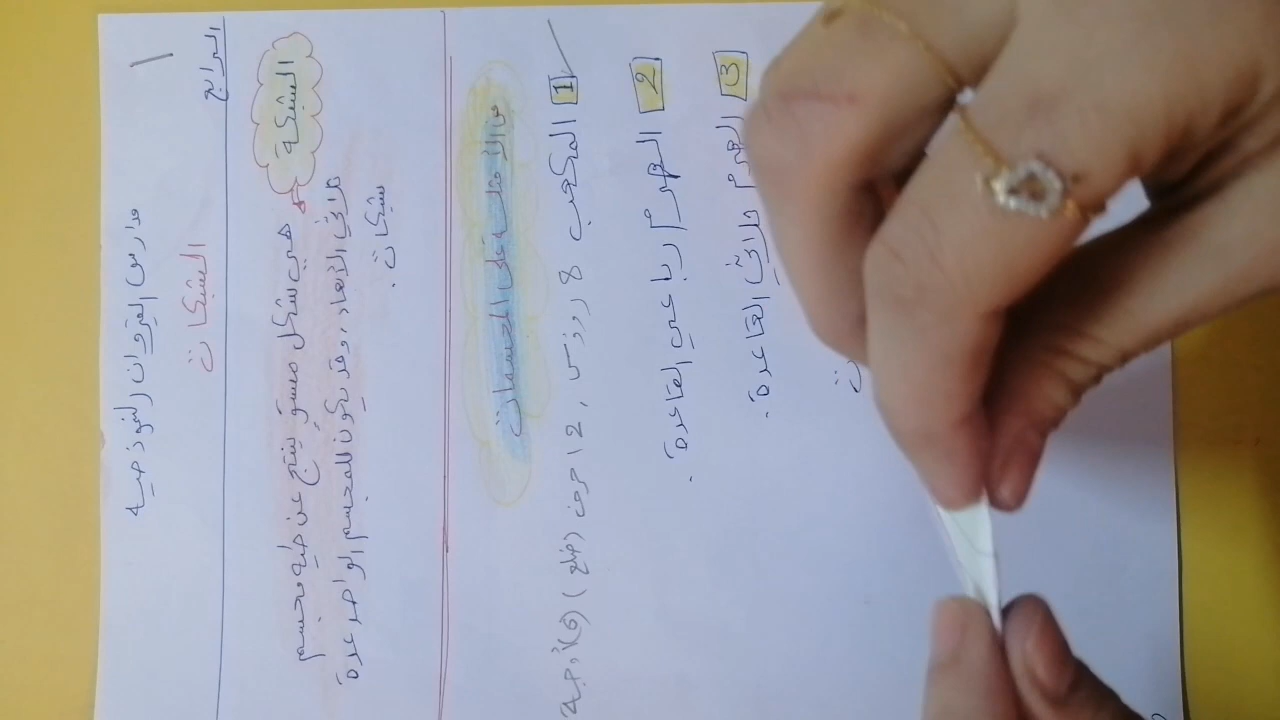 مدارس القيروان النموذجية
الشبكات
الرابع
الشبكة
هي شكل مستوٍ ينتج عن طيه مجسم
ثلاثي الأبعاد، وقد يكون للمجسم الواحد عدة
شبكات.
من الأمثلة على المجسمات
1 المكعب 8 رؤوس، 12 حرف (ضلع) (6) أوجه
2 الهرم رباعي القاعدة.
3 الهرم ثلاثي القاعدة.